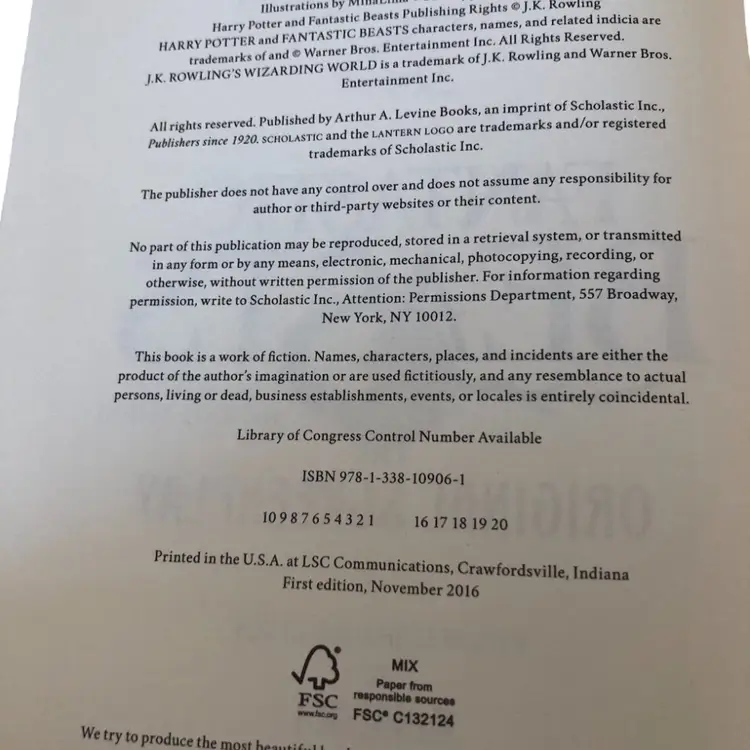 Illustrations by
Harry Potter and Fantastic Beasts Publishing Rights © J.K. Rowling
HARRY POTTER and FANTASTIC BEASTS characters, names, and related indicia are
trademarks of and © Warner Bros. Entertainment Inc. All Rights Reserved.
J.K. ROWLING'S WIZARDING WORLD is a trademark of J.K. Rowling and Warner Bros.
Entertainment Inc.
All rights reserved. Published by Arthur A. Levine Books, an imprint of Scholastic Inc.,
Publishers since 1920. SCHOLASTIC and the LANTERN LOGO are trademarks and/or registered
trademarks of Scholastic Inc.
The publisher does not have any control over and does not assume any responsibility for
author or third-party websites or their content.
No part of this publication may be reproduced, stored in a retrieval system, or transmitted
in any form or by any means, electronic, mechanical, photocopying, recording, or
otherwise, without written permission of the publisher. For information regarding
permission, write to Scholastic Inc., Attention: Permissions Department, 557 Broadway,
New York, NY 10012.
This book is a work of fiction. Names, characters, places, and incidents are either the
product of the author's imagination or are used fictitiously, and any resemblance to actual
persons, living or dead, business establishments, events, or locales is entirely coincidental.
Library of Congress Control Number Available
ISBN 978-1-338-10906-1
10 9 8 7 6 5 4 3 2 1 16 17 18 19 20
Printed in the U.S.A. at LSC Communications, Crawfordsville, Indiana
First edition, November 2016
FSC
www.fsc.org
MIX
Paper from
responsible sources
FSC® C132124
We try to produce the most beautiful